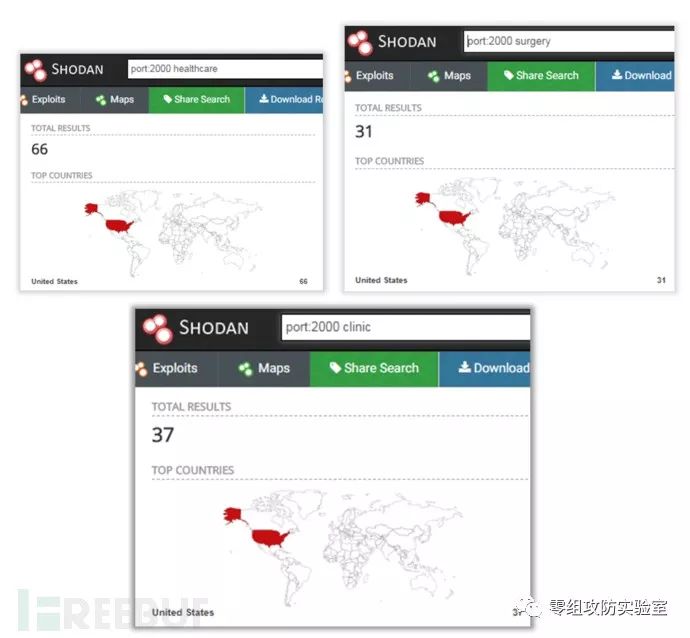 SHODAN
port:2000 healthcare
Exploits
Maps
Share Search
Download Re
TOTAL RESULTS
66
TOP COUNTRIES
United States
66
SHODAN
port:2000 surgery
Exploits
Maps
Share Search
Download
TOTAL RESULTS
31
TOP COUNTRIES
United States
31
SHODAN
port:2000 clinic
Exploits
Maps
Share Search
Download
TOTAL RESULTS
37
TOP COUNTRIES
United States
FREEBUF
零组攻防实验室